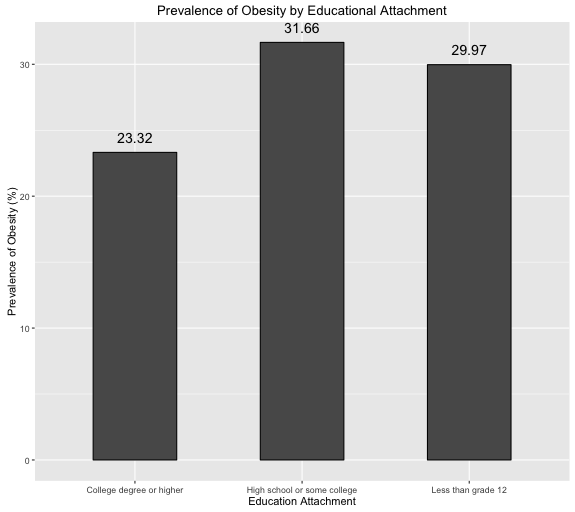 Prevalence of Obesity by Educational Attachment
31.66
29.97
23.32
30
20
10
0
Prevalence of Obesity (%)
College degree or higher
High school or some college
Less than grade 12
Education Attachment